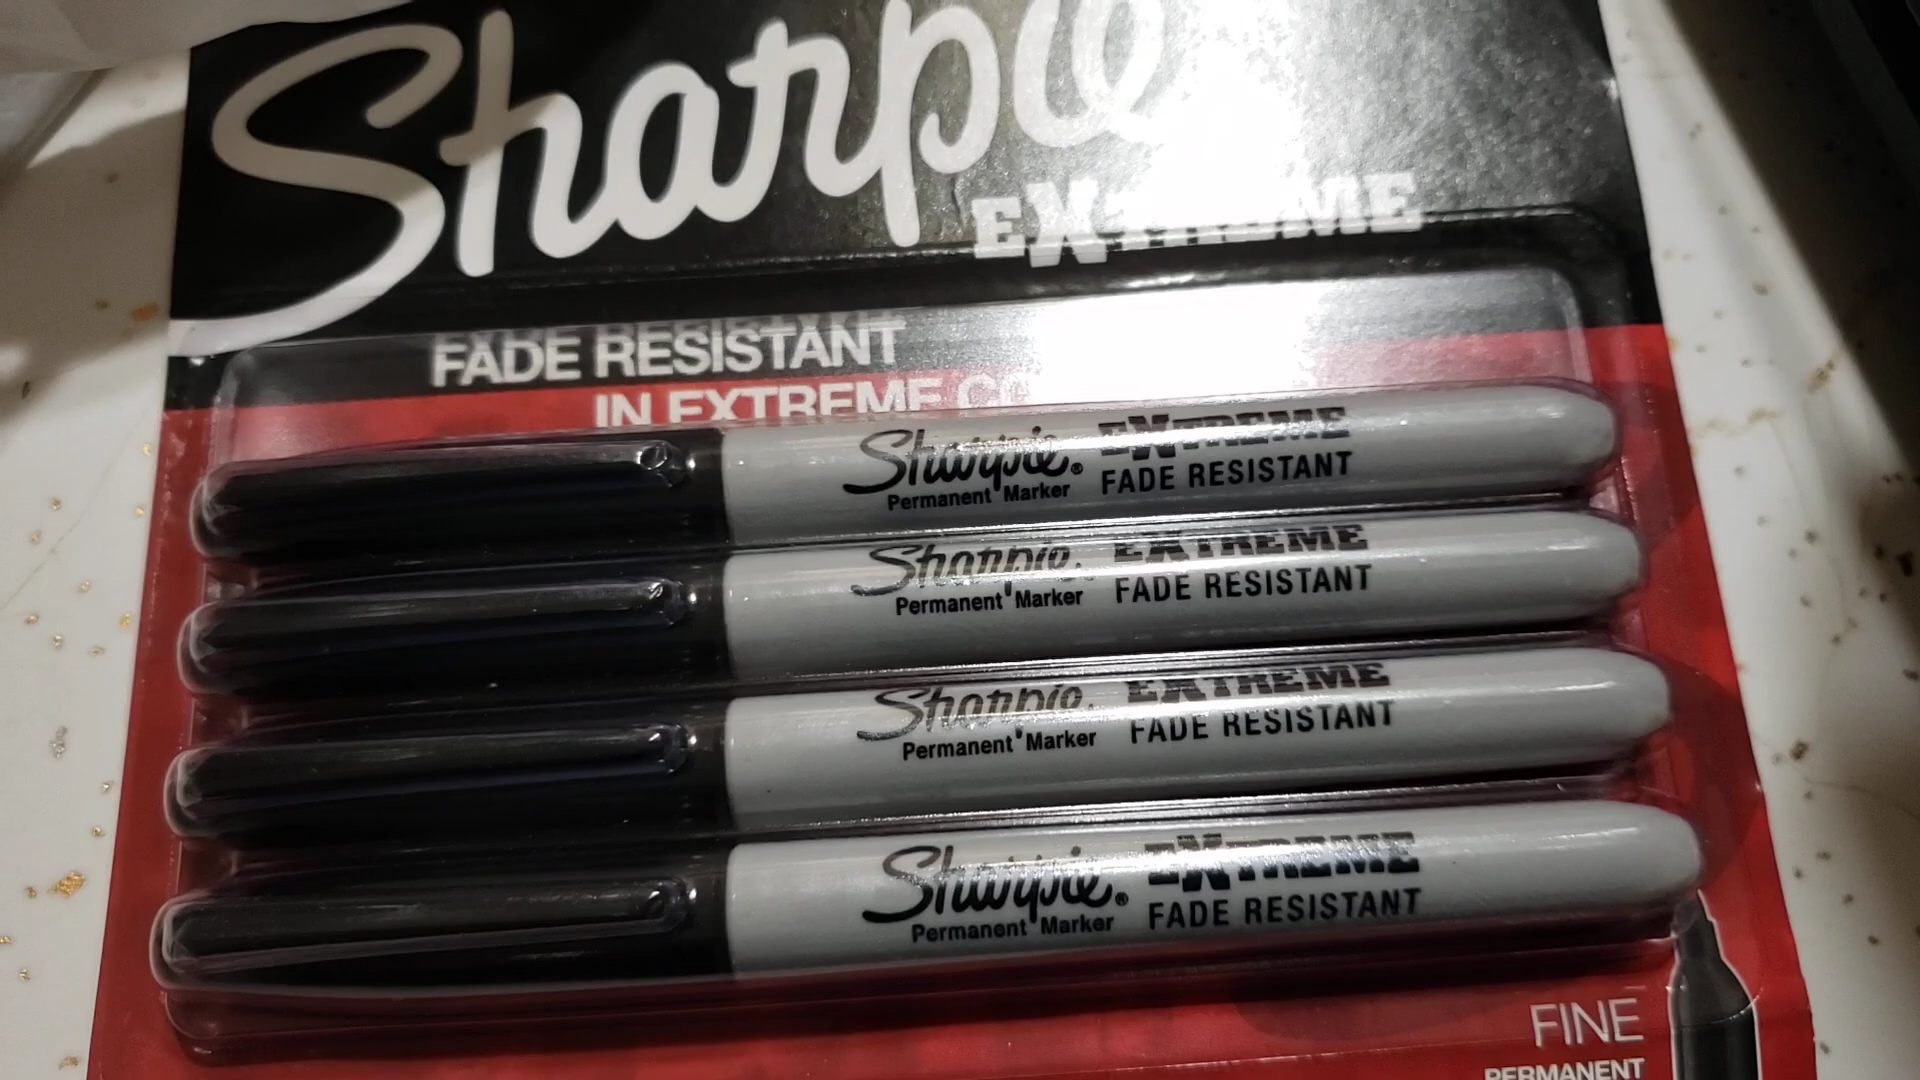 Sharpie
EXTREME
FADE RESISTANT
IN EXTREME
Sharpie® EXTREME
Permanent Marker FADE RESISTANT
Sharpie® EXTREME
Permanent Marker FADE RESISTANT
Sharpie® EXTREME
Permanent Marker FADE RESISTANT
Sharpie® EXTREME
Permanent Marker FADE RESISTANT
FINE
PERMANENT